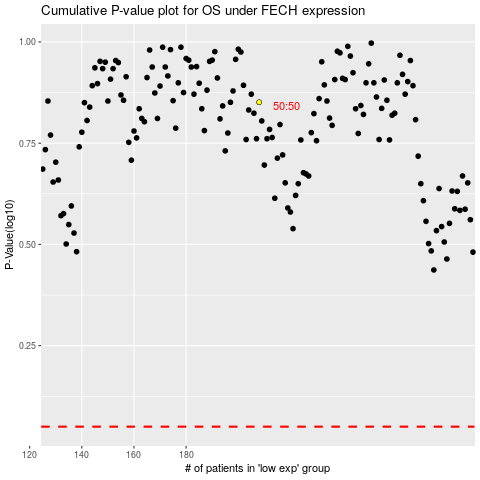 Cumulative P-value plot for OS under FECH expression
P-Value(log10)
1.00
0.75
0.50
0.25
50:50
120 140 160 180
# of patients in 'low exp' group